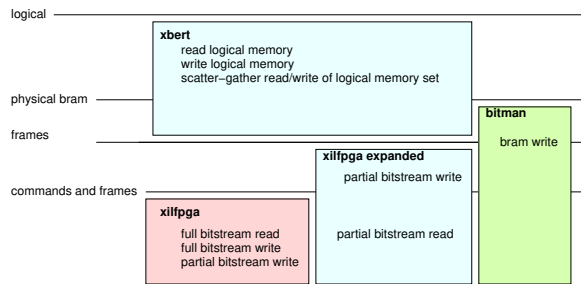 logical
xbert
read logical memory
write logical memory
scatter−gather read/write of logical memory set
physical bram
bitman
frames
bram write
xilfpga expanded
partial bitstream write
commands and frames
xilfpga
full bitstream read
partial bitstream read
full bitstream write
partial bitstream write